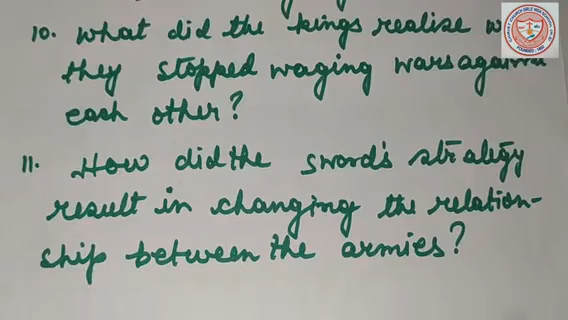 10. What did the kings realise
they stopped waging wars against
each other?
11. How did the sword's strategy
result in changing the relation-
ship between the armies?